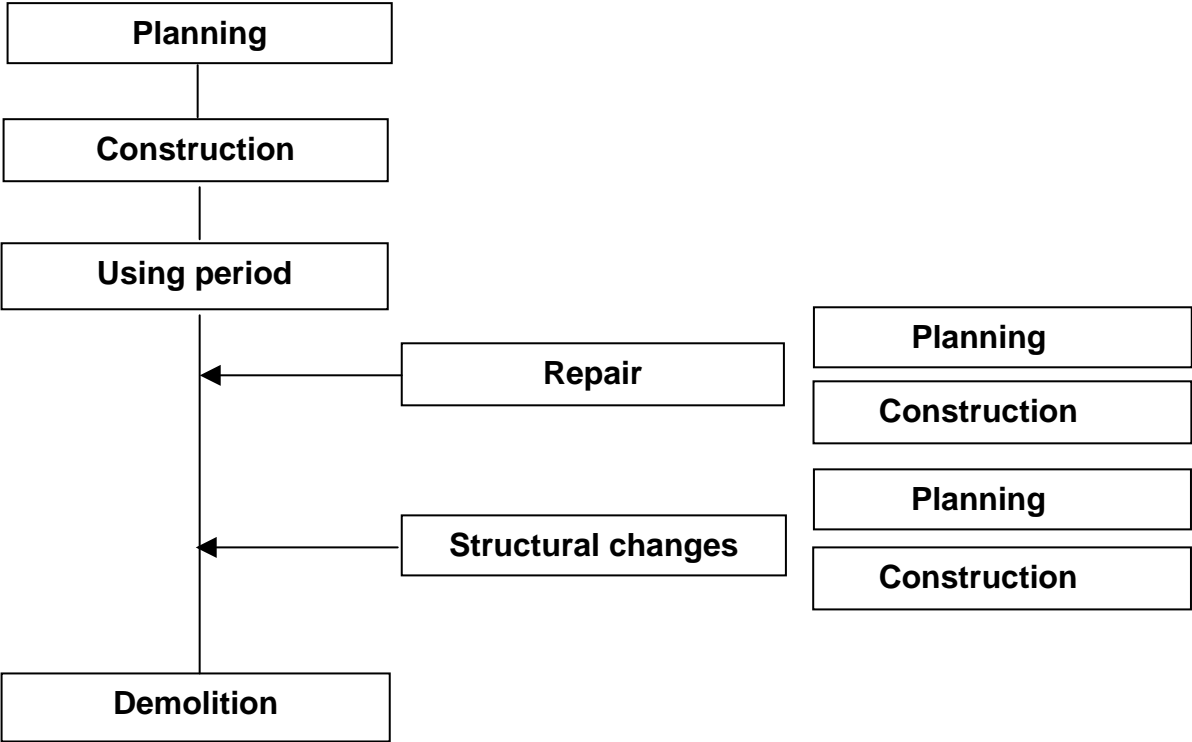 Planning
Construction
Using period
Planning
Repair
Construction
Planning
Structural changes
Construction
Demolition